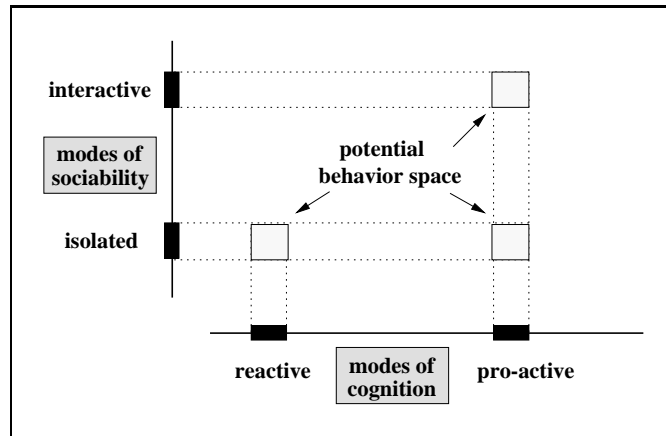 interactive
modes of
sociability
potential
behavior space
isolated
reactive
modes of
cognition
pro-active